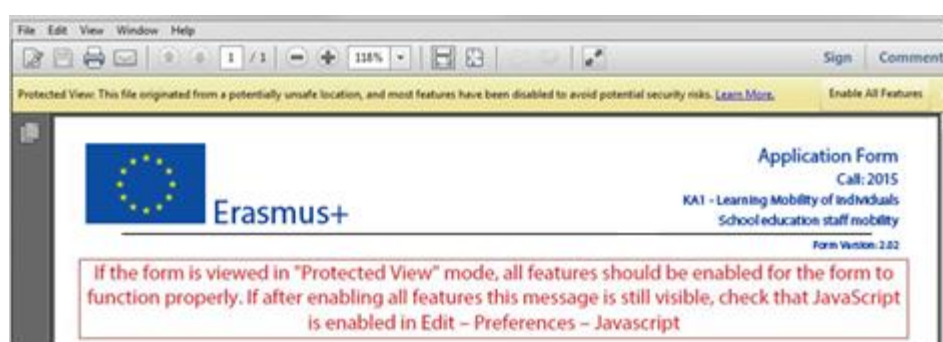 File Edit View Window Help
1 / 1 118% Sign Comment
Protected View: This file originated from a potentially unsafe location, and most features have been disabled to avoid potential security risks. Learn More. Enable All Features
Application Form
Call: 2015
Erasmus+
KA1 - Learning Mobility of Individuals
School education staff mobility
Form Version: 2.02
If the form is viewed in "Protected View" mode, all features should be enabled for the form to
function properly. If after enabling all features this message is still visible, check that JavaScript
is enabled in Edit – Preferences – Javascript